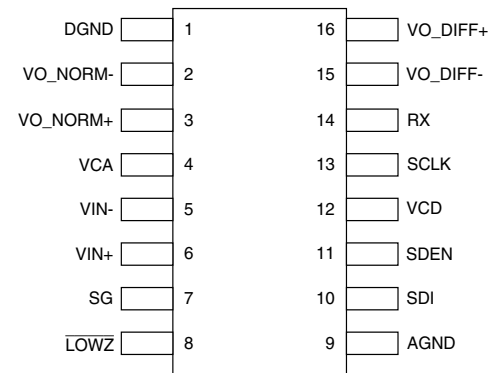 DGND 1 16 VO_DIFF+
VO_NORM- 2 15 VO_DIFF-
VO_NORM+ 3 14 RX
VCA 4 13 SCLK
VIN- 5 12 VCD
VIN+ 6 11 SDEN
SG 7 10 SDI
LOWZ 8 9 AGND